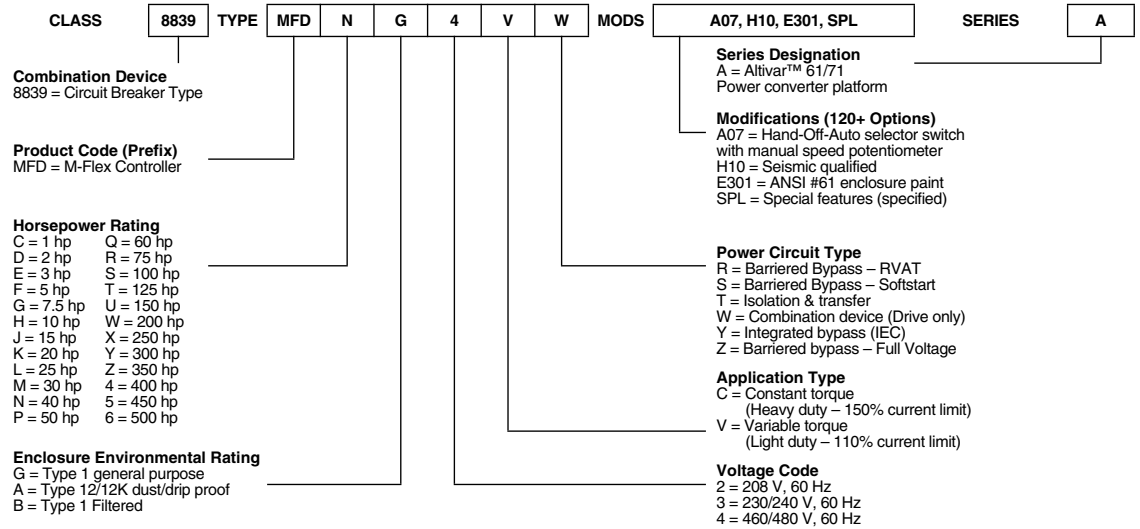 CLASS 8839 TYPE MFD N G 4 V W MODS A07, H10, E301, SPL SERIES A
Combination Device
8839 = Circuit Breaker Type
Product Code (Prefix)
MFD = M-Flex Controller
Horsepower Rating
C = 1 hp Q = 60 hp
D = 2 hp R = 75 hp
E = 3 hp S = 100 hp
F = 5 hp T = 125 hp
G = 7.5 hp U = 150 hp
H = 10 hp W = 200 hp
J = 15 hp X = 250 hp
K = 20 hp Y = 300 hp
L = 25 hp Z = 350 hp
M = 30 hp 4 = 400 hp
N = 40 hp 5 = 450 hp
P = 50 hp 6 = 500 hp
Enclosure Environmental Rating
G = Type 1 general purpose
A = Type 12/12K dust/drip proof
B = Type 1 Filtered
Series Designation
A = Altivar™ 61/71
Power converter platform
Modifications (120+ Options)
A07 = Hand-Off-Auto selector switch
with manual speed potentiometer
H10 = Seismic qualified
E301 = ANSI #61 enclosure paint
SPL = Special features (specified)
Power Circuit Type
R = Barriered Bypass – RVAT
S = Barriered Bypass – Softstart
T = Isolation & transfer
W = Combination device (Drive only)
Y = Integrated bypass (IEC)
Z = Barriered bypass – Full Voltage
Application Type
C = Constant torque
(Heavy duty – 150% current limit)
V = Variable torque
(Light duty – 110% current limit)
Voltage Code
2 = 208 V, 60 Hz
3 = 230/240 V, 60 Hz
4 = 460/480 V, 60 Hz